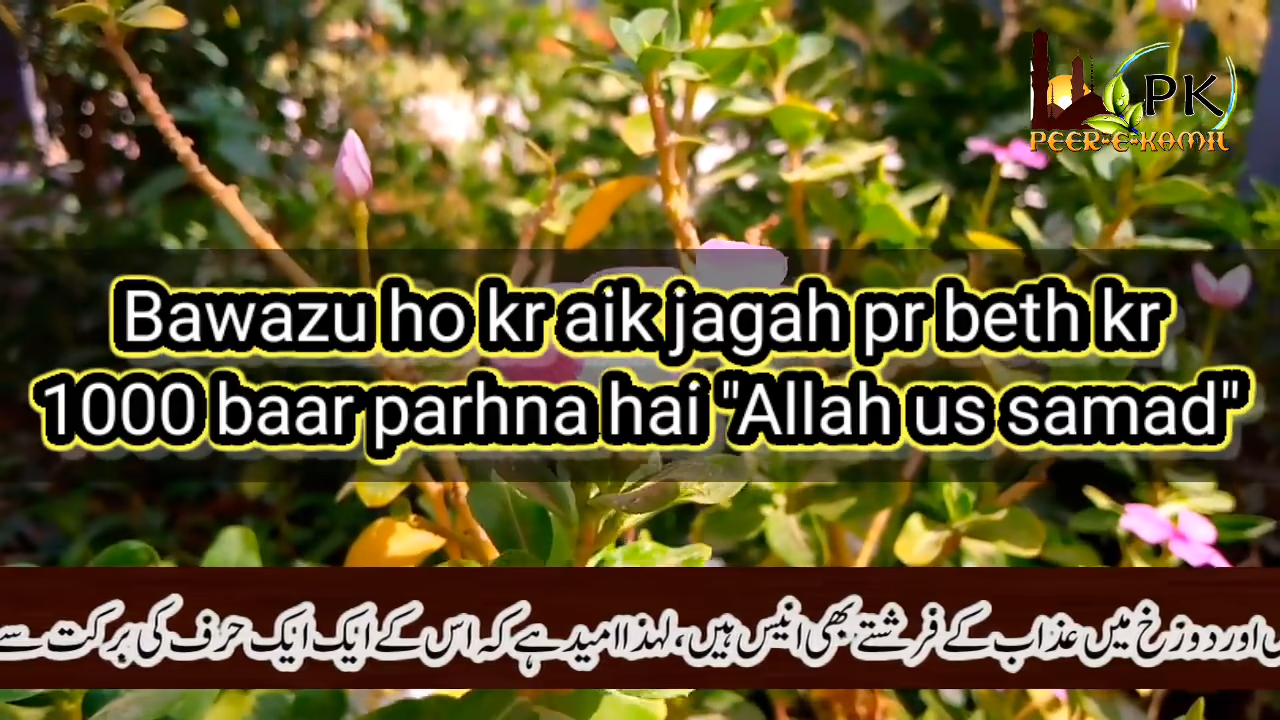 PK
PEER-E-KAMIL
Bawazu ho kr aik jagah pr beth kr
1000 baar parhna hai "Allah us samad"
اور دوزخ میں عذاب کے فرشتے بھی انیس ہیں، لہذا امید ہے کہ اس کے ایک ایک حرف کی برکت سے